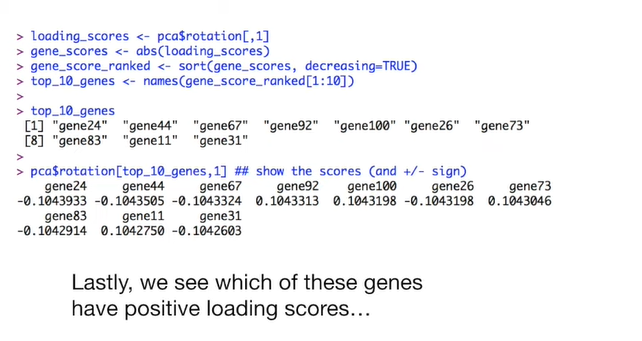 > loading_scores <- pca$rotation[,1]
> gene_scores <- abs(loading_scores)
> gene_score_ranked <- sort(gene_scores, decreasing=TRUE)
> top_10_genes <- names(gene_score_ranked[1:10])
>
> top_10_genes
[1] "gene24" "gene44" "gene67" "gene92" "gene100" "gene26" "gene73"
[8] "gene83" "gene11" "gene31"
>
> pca$rotation[top_10_genes,1] ## show the scores (and +/- sign)
gene24 gene44 gene67 gene92 gene100 gene26 gene73
-0.1043933 -0.1043505 -0.1043324 0.1043313 0.1043198 -0.1043198 0.1043046
gene83 gene11 gene31
-0.1042914 0.1042750 -0.1042603
Lastly, we see which of these genes
have positive loading scores…